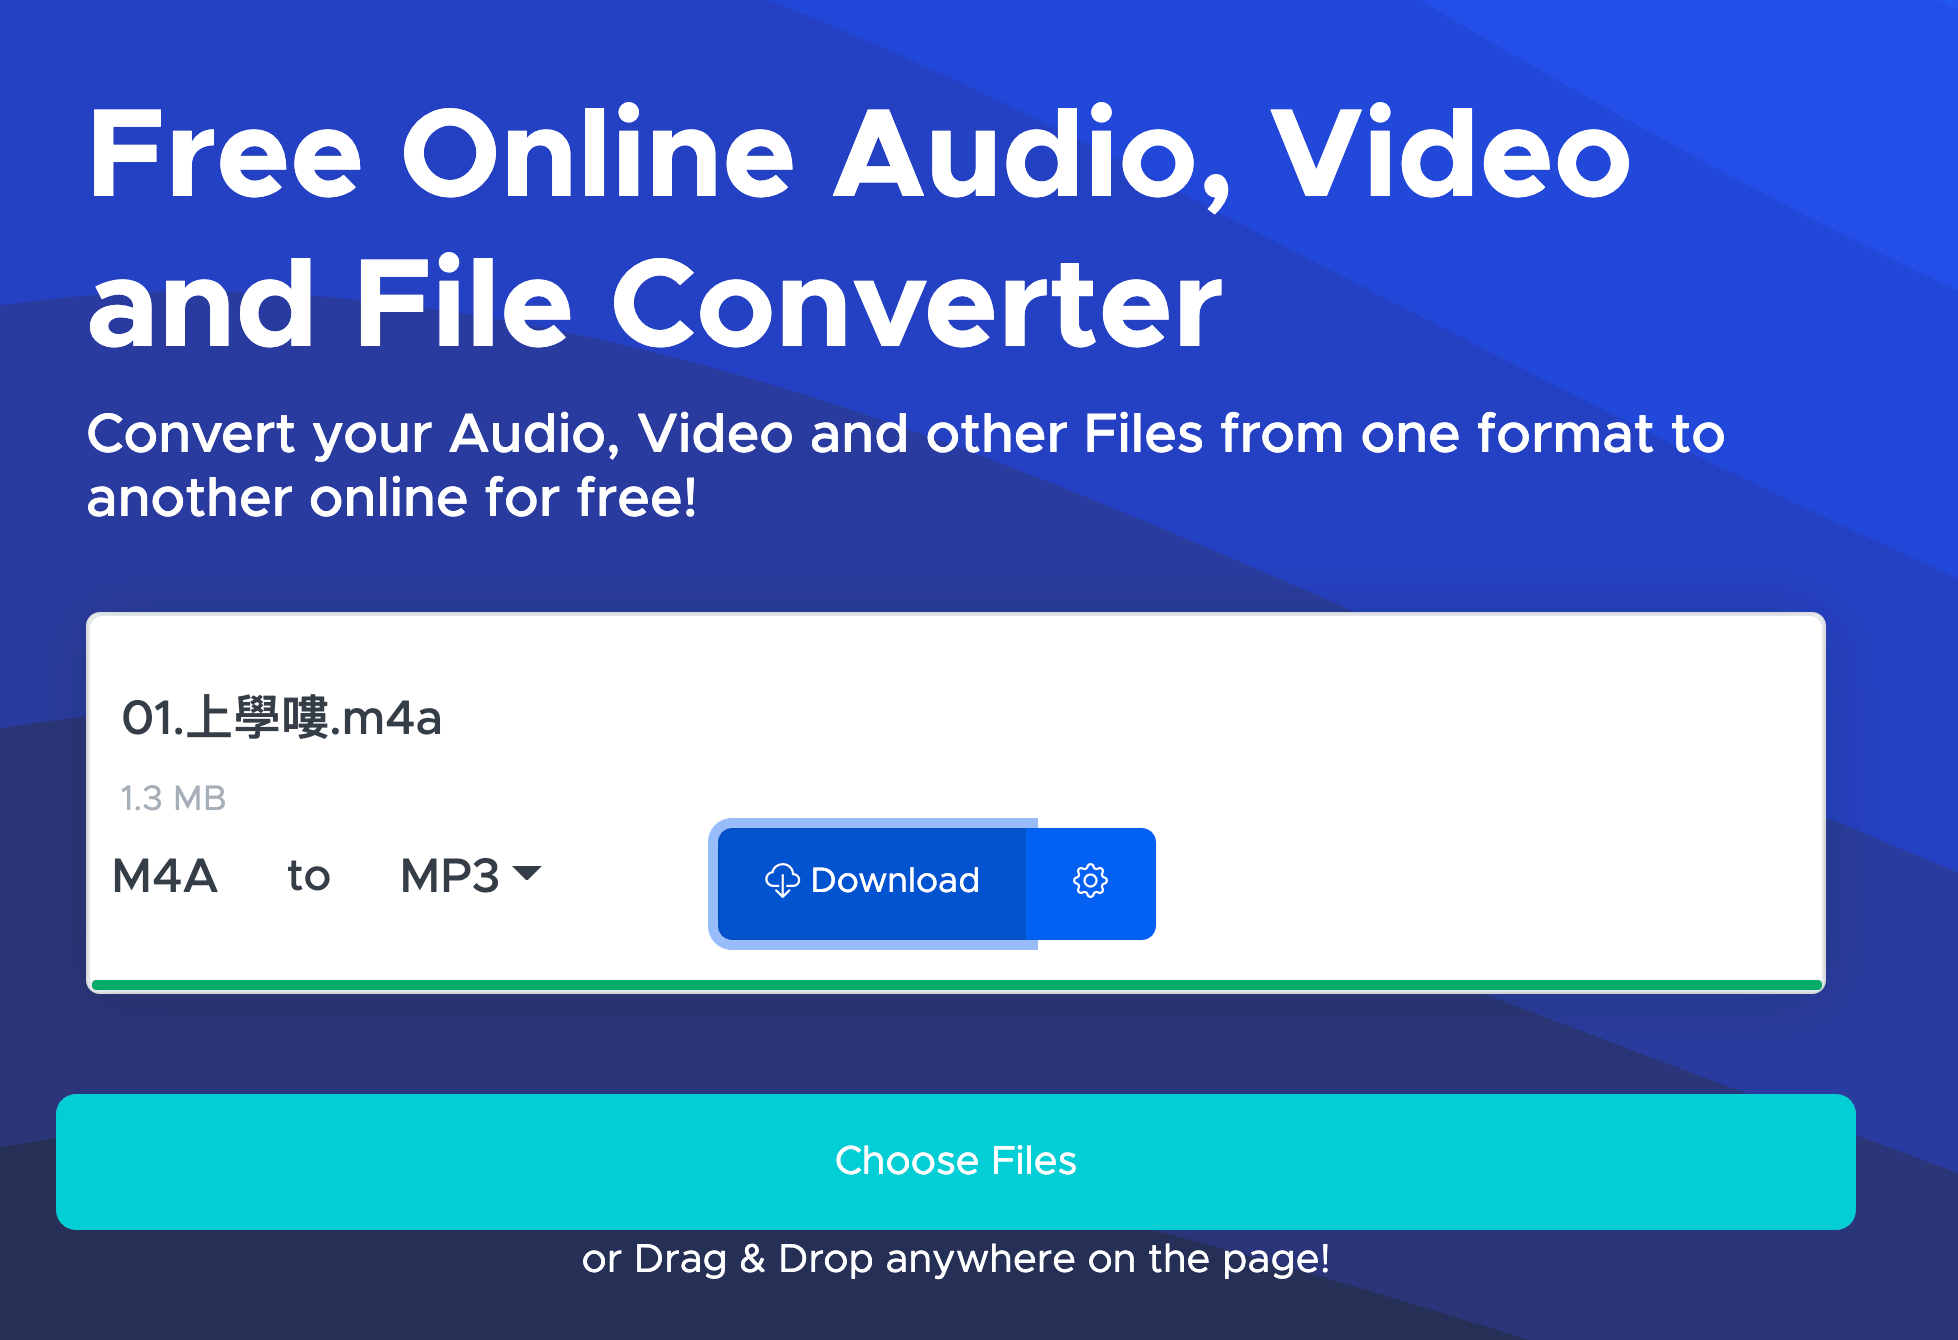 Free Online Audio, Video
and File Converter
Convert your Audio, Video and other Files from one format to
another online for free!
01.上學嘍.m4a
1.3 MB
M4A to MP3
Download
Choose Files
or Drag & Drop anywhere on the page!